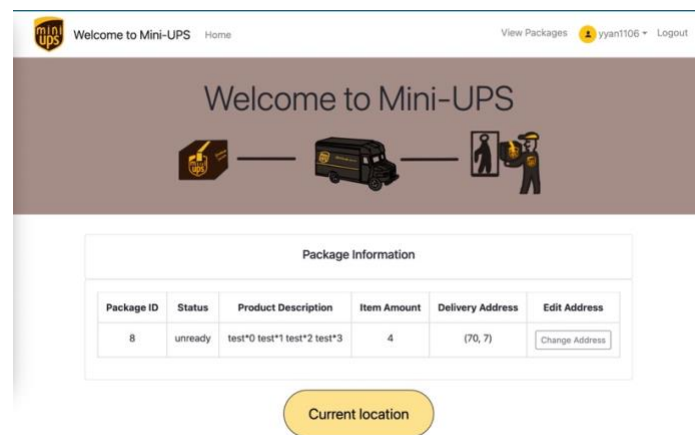 mini
ups
Welcome to Mini-UPS Home View Packages yyan1106 Logout
Welcome to Mini-UPS
mini
ups
Package Information
Package ID Status Product Description Item Amount Delivery Address Edit Address
8 unready test*0 test*1 test*2 test*3 4 (70, 7) Change Address
Current location